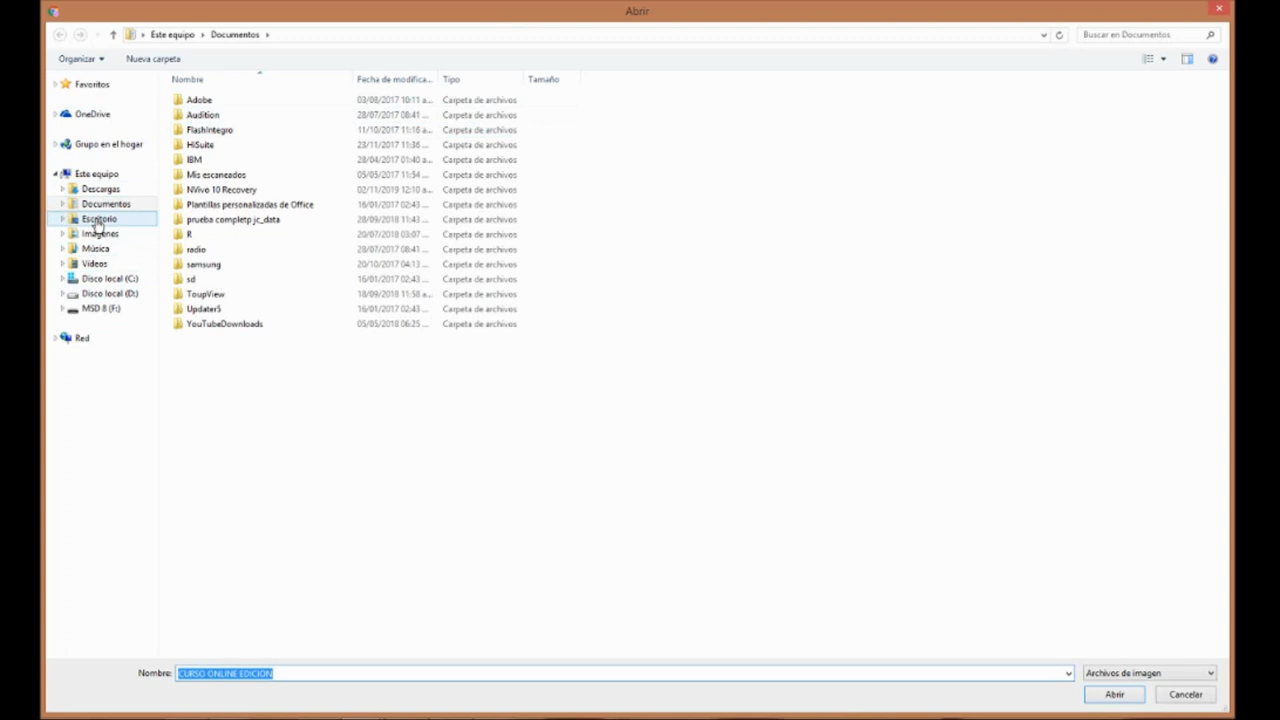 Abrir
Este equipo Documentos
Buscar en Documentos
Organizar
Nueva carpeta
Nombre Fecha de modifica... Tipo Tamaño
Favoritos
OneDrive
Grupo en el hogar
Este equipo
Descargas
Documentos
Escritorio
Imágenes
Música
Vídeos
Disco local (C:)
Disco local (D:)
MSD 8 (F:)
Red
Adobe 03/08/2017 10:11 a... Carpeta de archivos
Audition 28/07/2017 08:41 ... Carpeta de archivos
FlashIntegro 11/10/2017 11:16 a... Carpeta de archivos
HiSuite 23/11/2017 11:36 ... Carpeta de archivos
IBM 28/04/2017 01:40 a... Carpeta de archivos
Mis escaneados 05/05/2017 11:54 ... Carpeta de archivos
NVivo 10 Recovery 02/11/2019 12:10 a... Carpeta de archivos
Plantillas personalizadas de Office 16/01/2017 02:43 ... Carpeta de archivos
prueba completp jc_data 28/09/2018 11:43 ... Carpeta de archivos
R 20/07/2018 03:07 ... Carpeta de archivos
radio 28/07/2017 08:41 ... Carpeta de archivos
samsung 20/10/2017 04:13 ... Carpeta de archivos
sd 16/01/2017 02:43 ... Carpeta de archivos
ToupView 18/09/2018 11:58 a... Carpeta de archivos
Updater5 16/01/2017 02:43 ... Carpeta de archivos
YouTubeDownloads 05/05/2018 06:25 ... Carpeta de archivos
Nombre: CURSO ONLINE EDICION
Archivos de imagen
Abrir
Cancelar